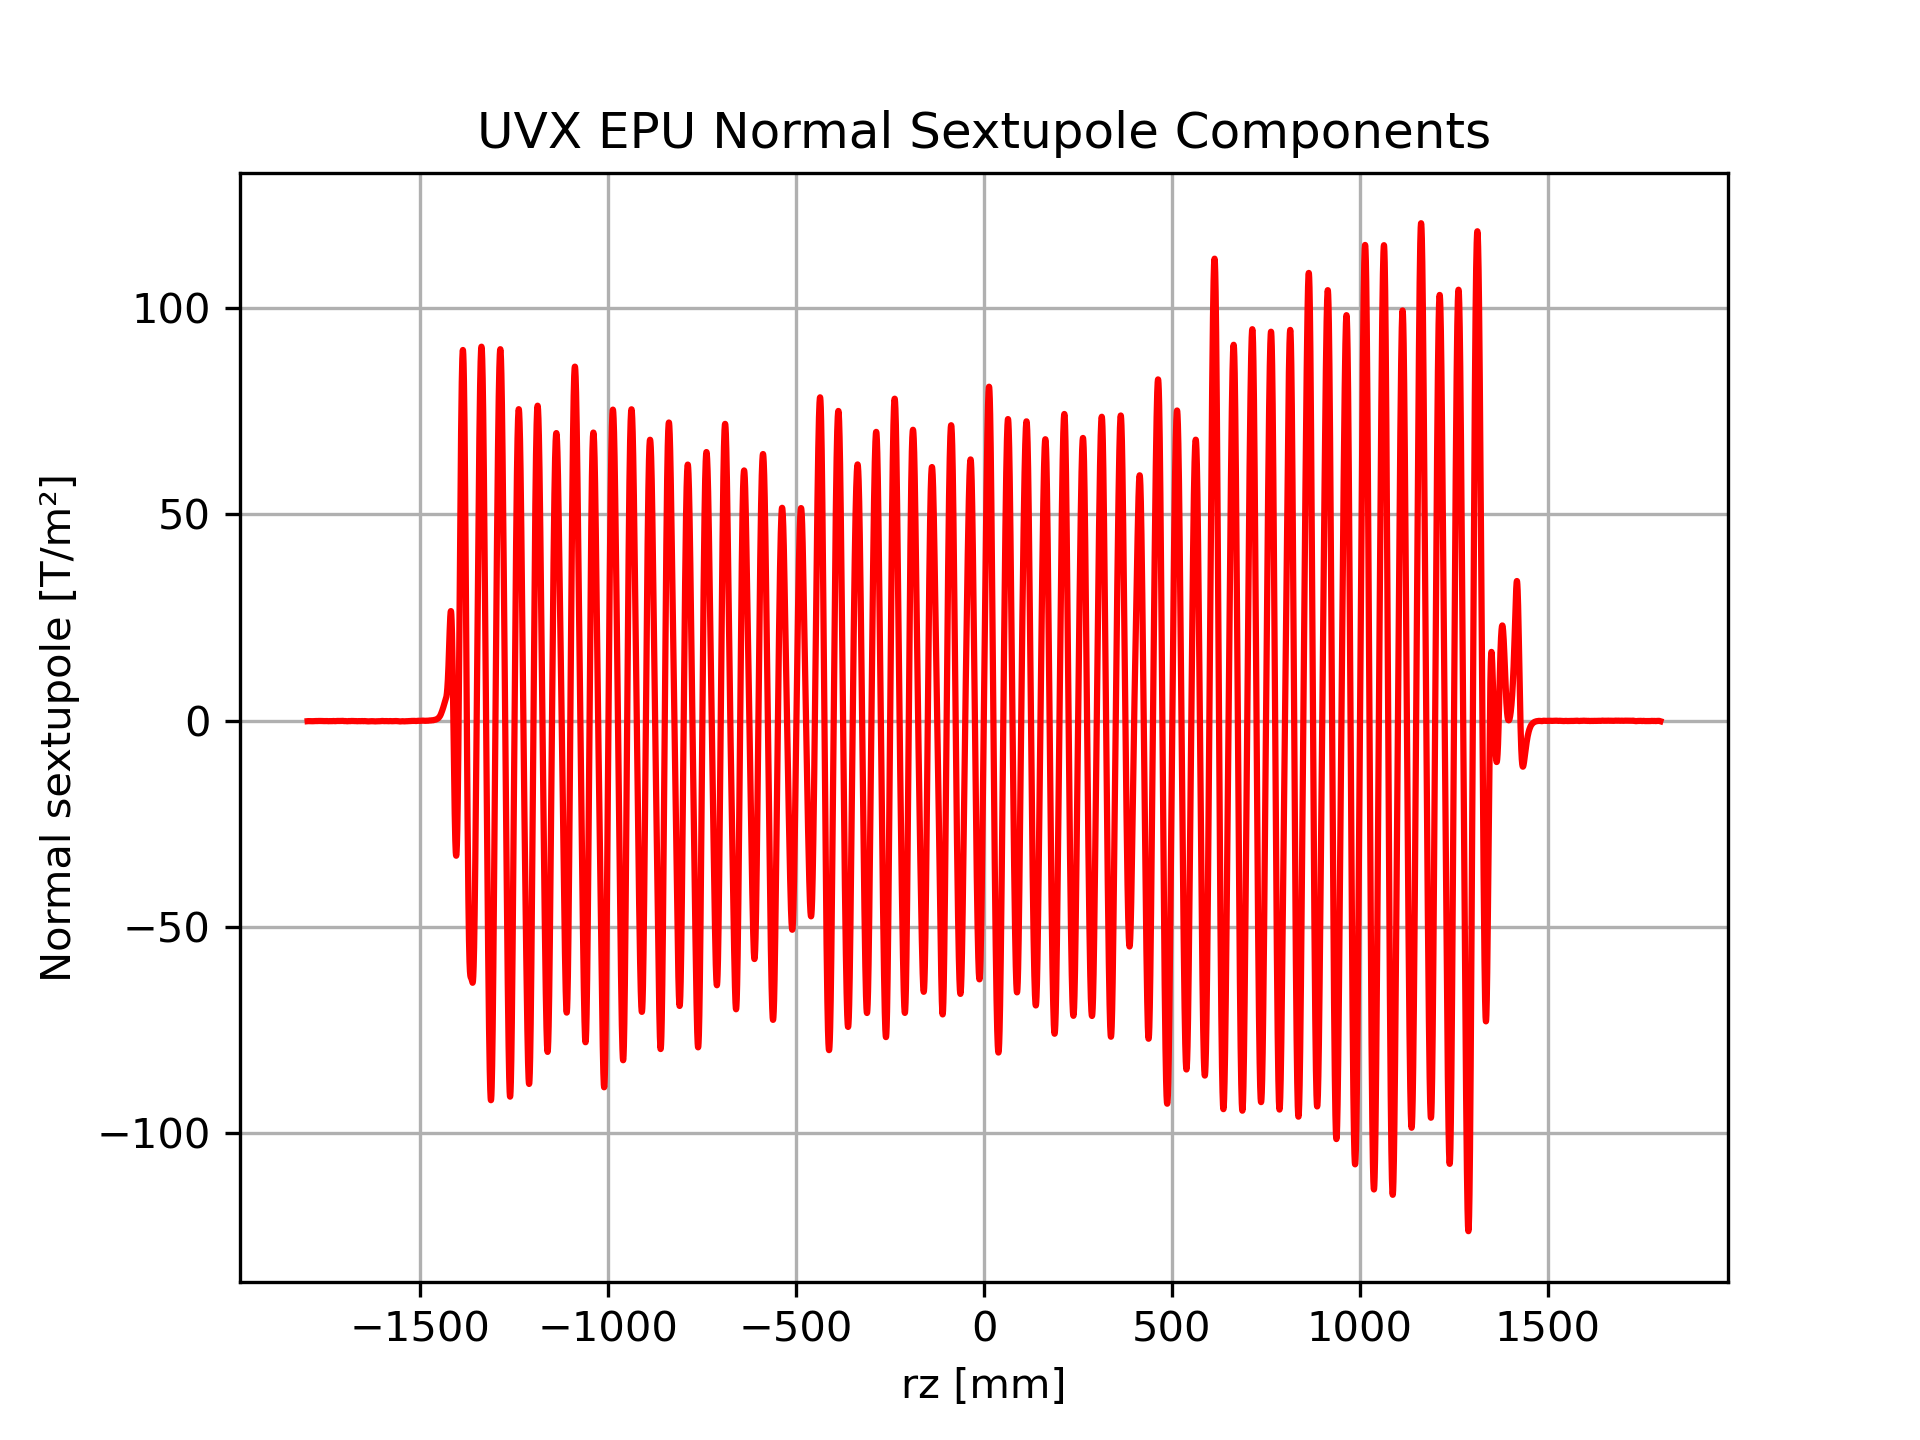 UVX EPU Normal Sextupole Components
Normal sextupole [T/m²]
100
50
0
−50
−100
−1500 −1000 −500 0 500 1000 1500
rz [mm]